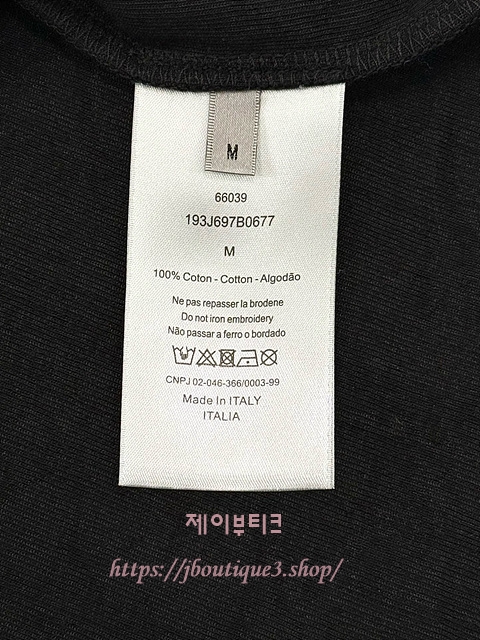 M
66039
193J697B0677
M
100% Coton - Cotton - Algodão
Ne pas repasser la brodene
Do not iron embroidery
Não passar a ferro o bordado
CNPJ 02-046-366/0003-99
Made In ITALY
ITALIA
제이부티크
https://jboutique3.shop/